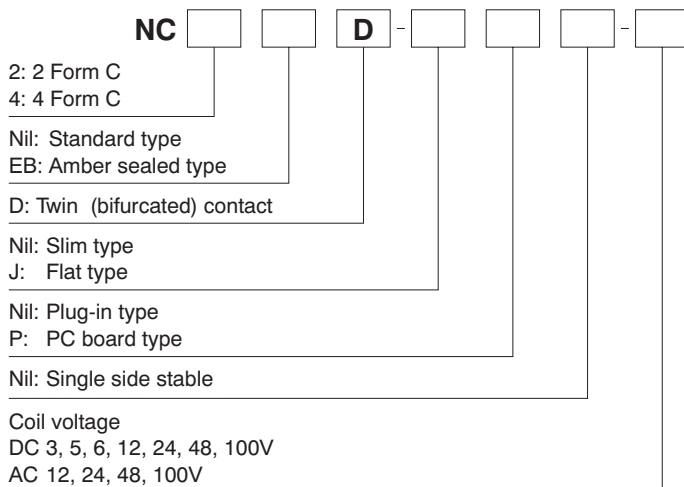 NC D - -
2: 2 Form C
4: 4 Form C
Nil: Standard type
EB: Amber sealed type
D: Twin (bifurcated) contact
Nil: Slim type
J: Flat type
Nil: Plug-in type
P: PC board type
Nil: Single side stable
Coil voltage
DC 3, 5, 6, 12, 24, 48, 100V
AC 12, 24, 48, 100V